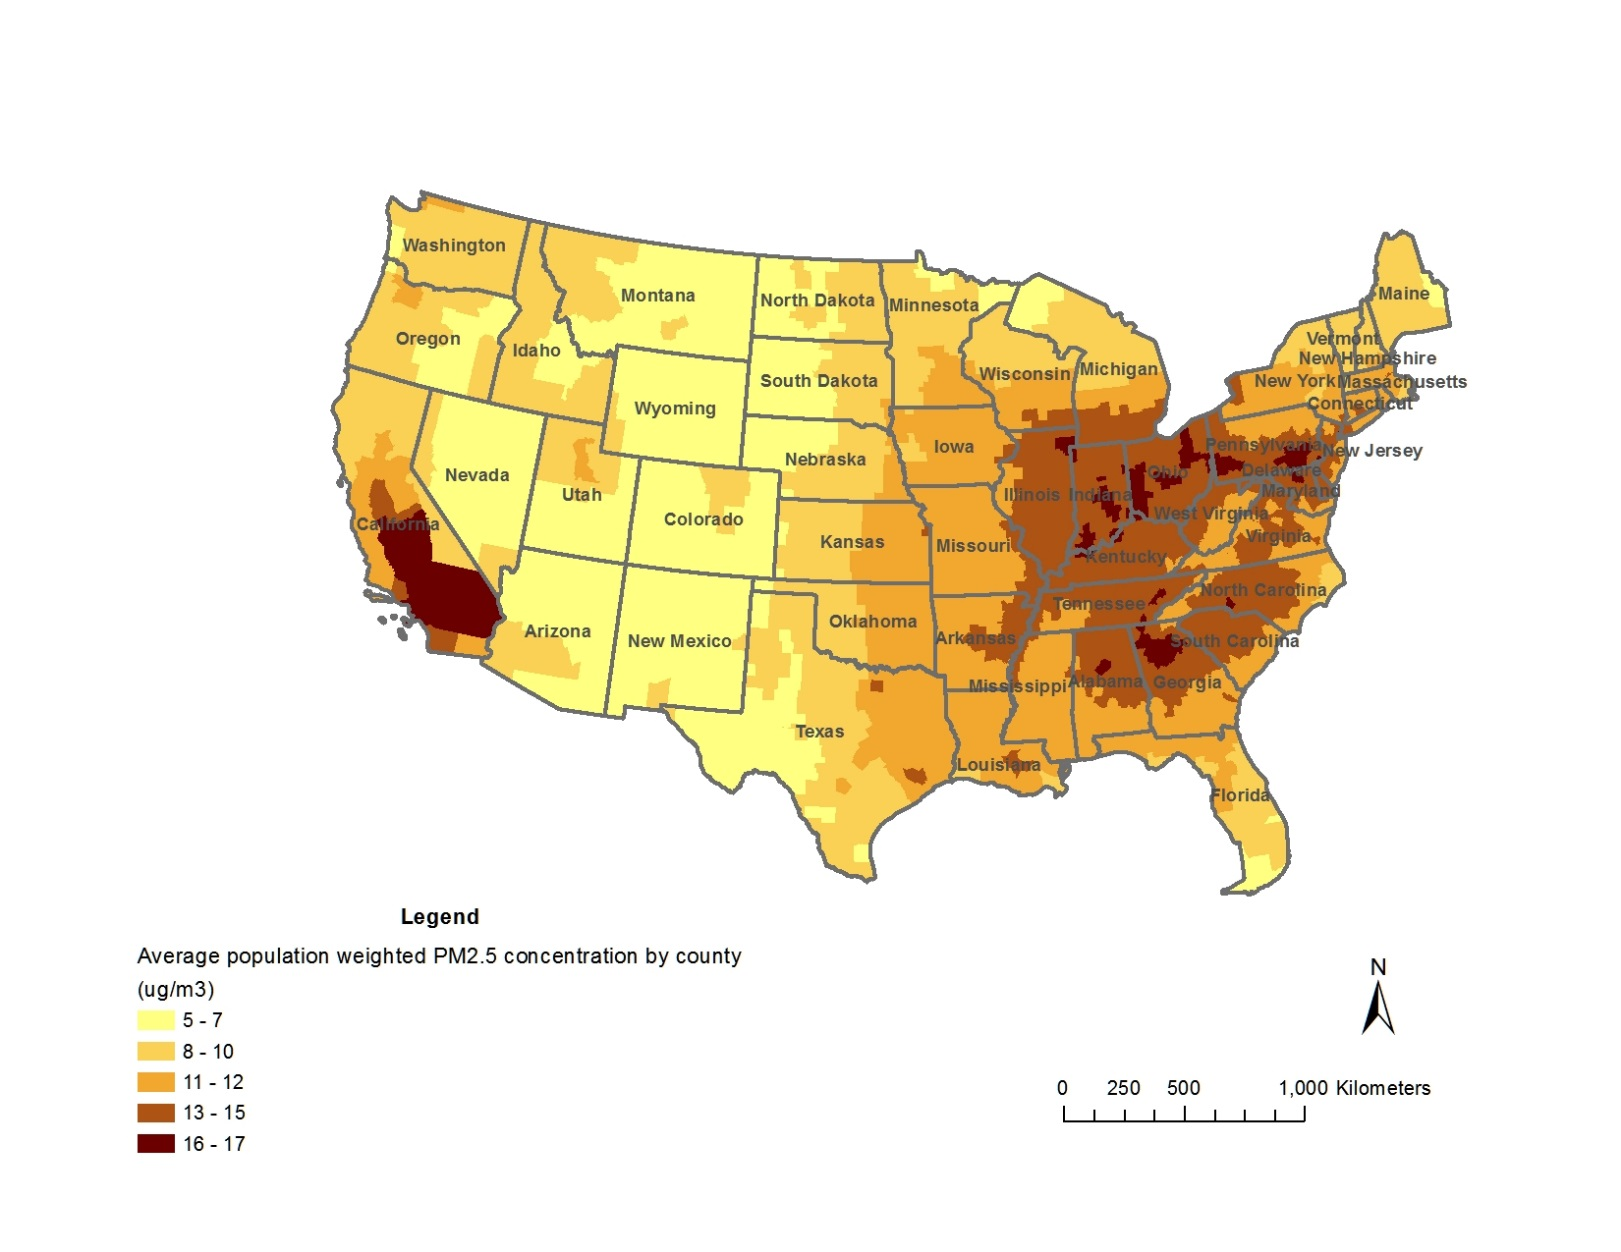 Washington
Montana
North Dakota
Minnesota
Maine
Oregon
Idaho
Vermont
New Hampshire
South Dakota
Wisconsin
Michigan
New York
Massachusetts
Wyoming
Connecticut
Nebraska
Iowa
Pennsylvania
New Jersey
Nevada
Utah
Illinois
Indiana
Ohio
Delaware
Maryland
California
Colorado
Kansas
Missouri
West Virginia
Virginia
Kentucky
Arizona
New Mexico
Oklahoma
Arkansas
Tennessee
North Carolina
South Carolina
Mississippi
Alabama
Georgia
Texas
Louisiana
Florida
Legend
Average population weighted PM2.5 concentration by county
(ug/m3)
5 - 7
8 - 10
11 - 12
13 - 15
16 - 17
N
0 250 500 1,000 Kilometers